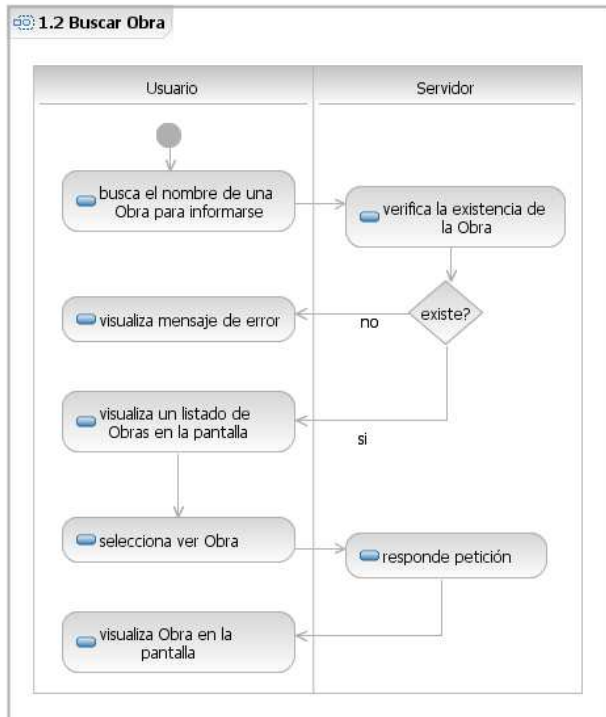 1.2 Buscar Obra
Usuario
Servidor
busca el nombre de una
Obra para informarse
verifica la existencia de
la Obra
existe?
no
visualiza mensaje de error
si
visualiza un listado de
Obras en la pantalla
selecciona ver Obra
responde petición
visualiza Obra en la
pantalla